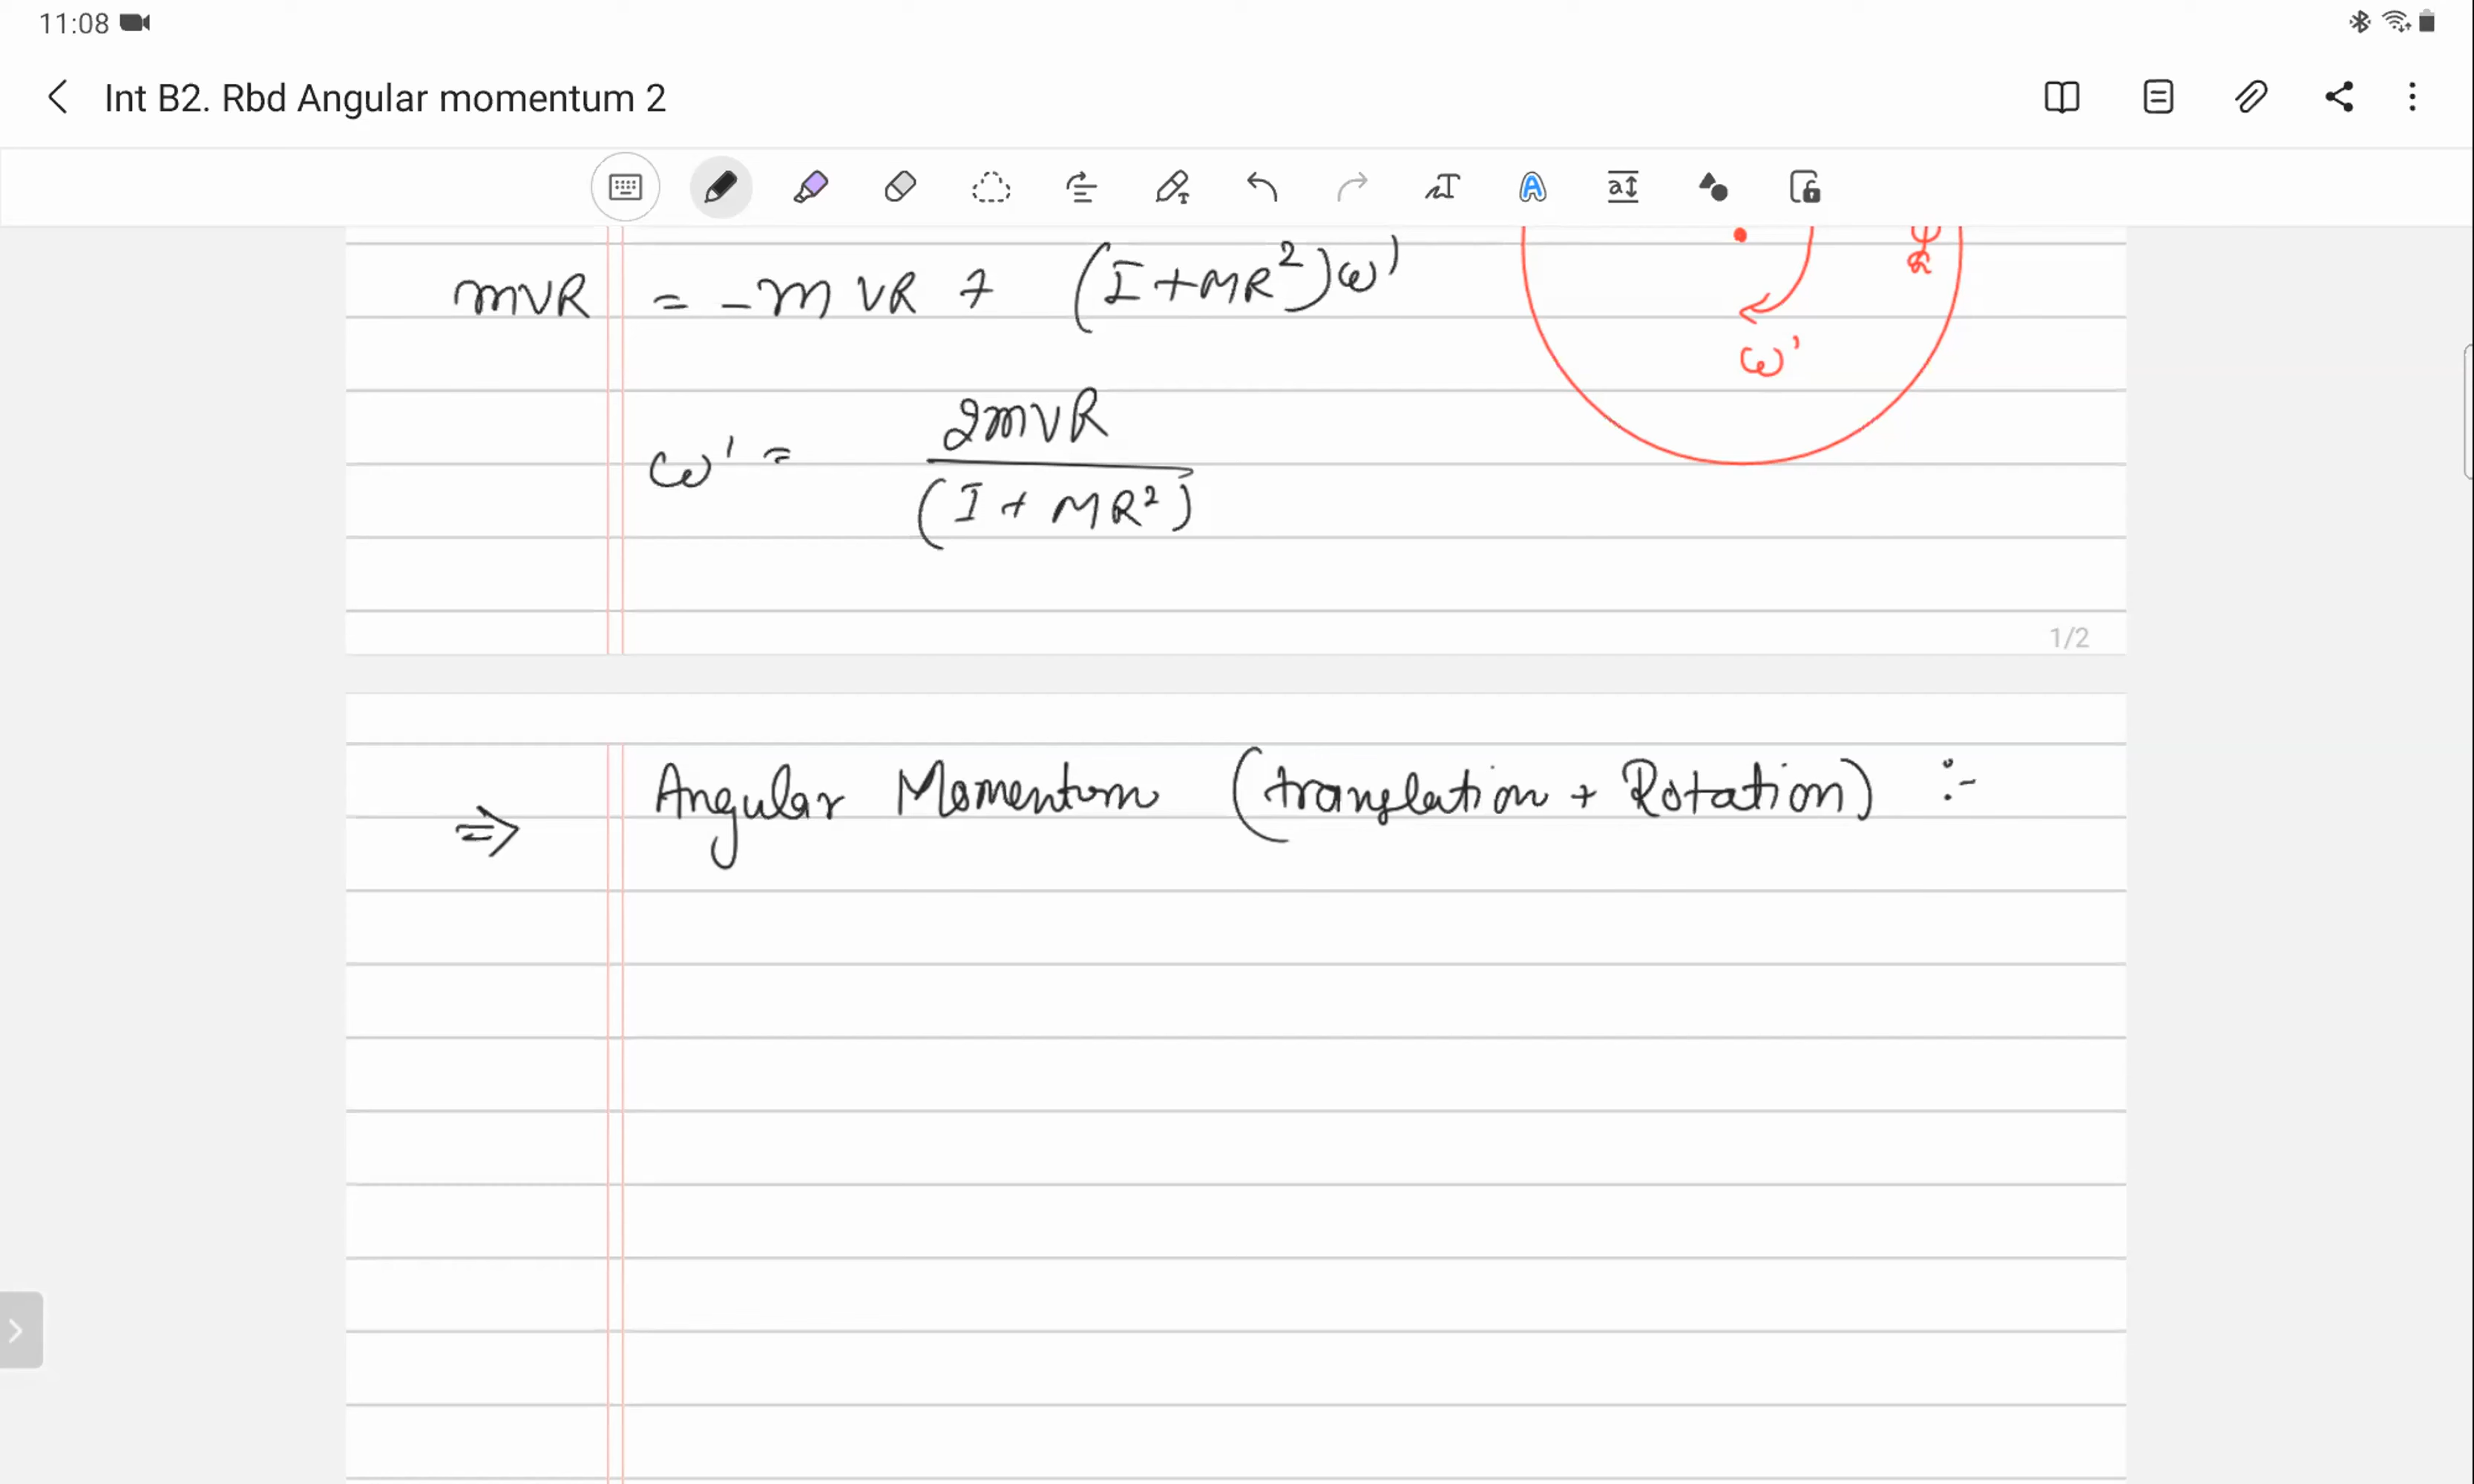 11:08
Int B2. Rbd Angular momentum 2
mVR = -m VR + (I+MR²)ω'
ω'
ω' = 2mVR / (I + MR²)
1/2
⇒ Angular Momentum (translation + Rotation) :-